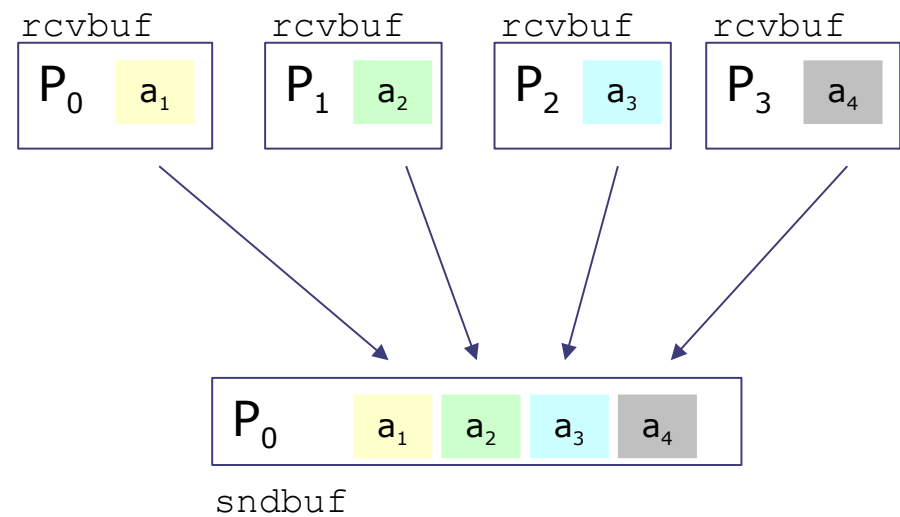 rcvbuf rcvbuf rcvbuf rcvbuf
P₀ a₁ P₁ a₂ P₂ a₃ P₃ a₄
P₀ a₁ a₂ a₃ a₄
sndbuf